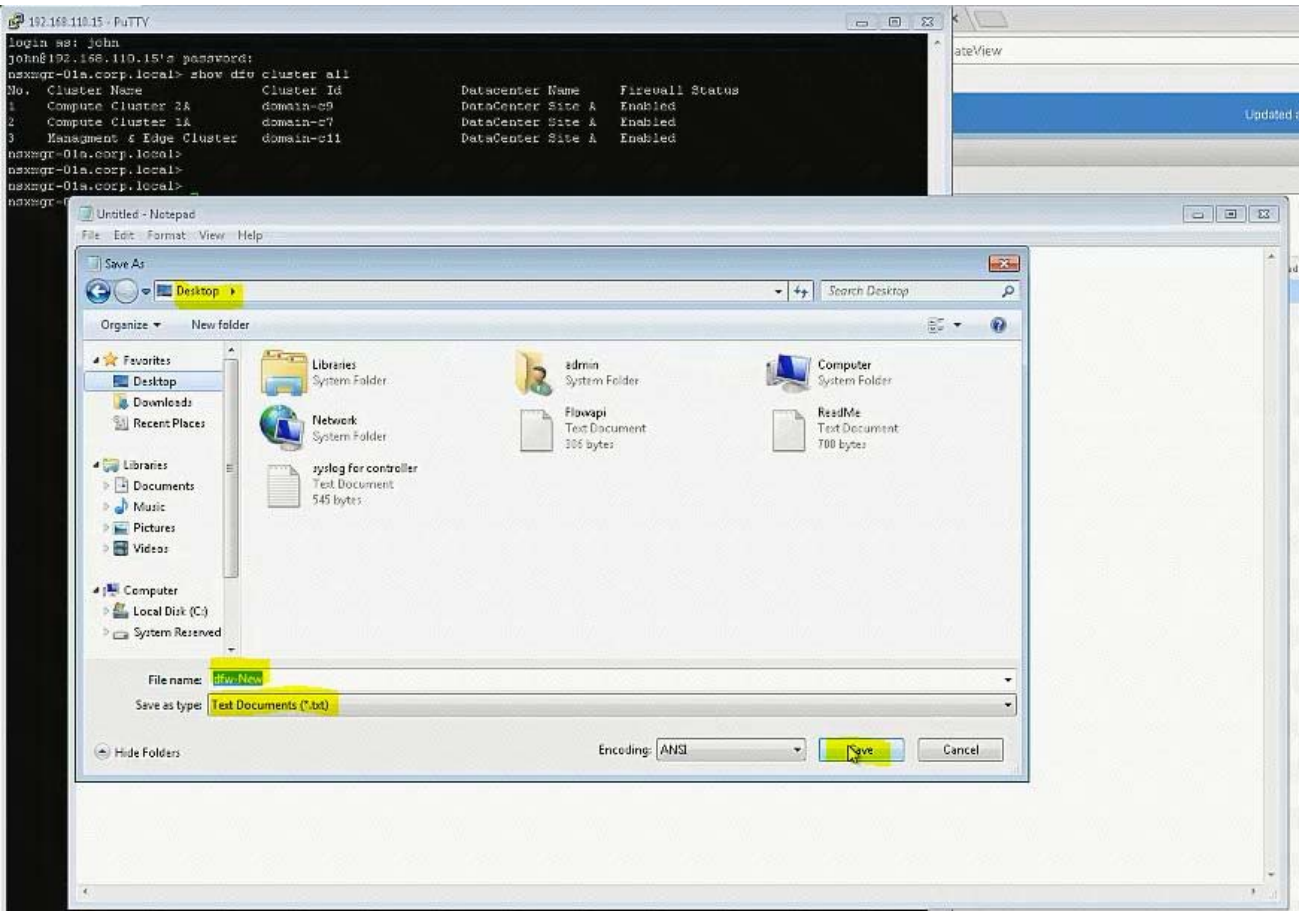 192.168.110.15 - PuTTY
login as: john
john@192.168.110.15's password:
nsxmgr-01a.corp.local> show dfw cluster all
No. Cluster Name Cluster Id Datacenter Name Firewall Status
1 Compute Cluster 2A domain-c9 DataCenter Site A Enabled
2 Compute Cluster 1A domain-c7 DataCenter Site A Enabled
3 Managment & Edge Cluster domain-c11 DataCenter Site A Enabled
nsxmgr-01a.corp.local>
nsxmgr-01a.corp.local>
nsxmgr-01a.corp.local>
nsxmgr-0
ateView
Updated
Untitled - Notepad
File Edit Format View Help
Save As
Desktop
Search Desktop
Organize New folder
Favorites
Desktop
Downloads
Recent Places
Libraries
Documents
Music
Pictures
Videos
Computer
Local Disk (C:)
System Reserved
Libraries
System Folder
admin
System Folder
Computer
System Folder
Network
System Folder
Flowapi
Text Document
306 bytes
ReadMe
Text Document
700 bytes
syslog for controller
Text Document
545 bytes
File name: dfw-New
Save as type: Text Documents (*.txt)
Hide Folders
Encoding: ANSI
Save
Cancel